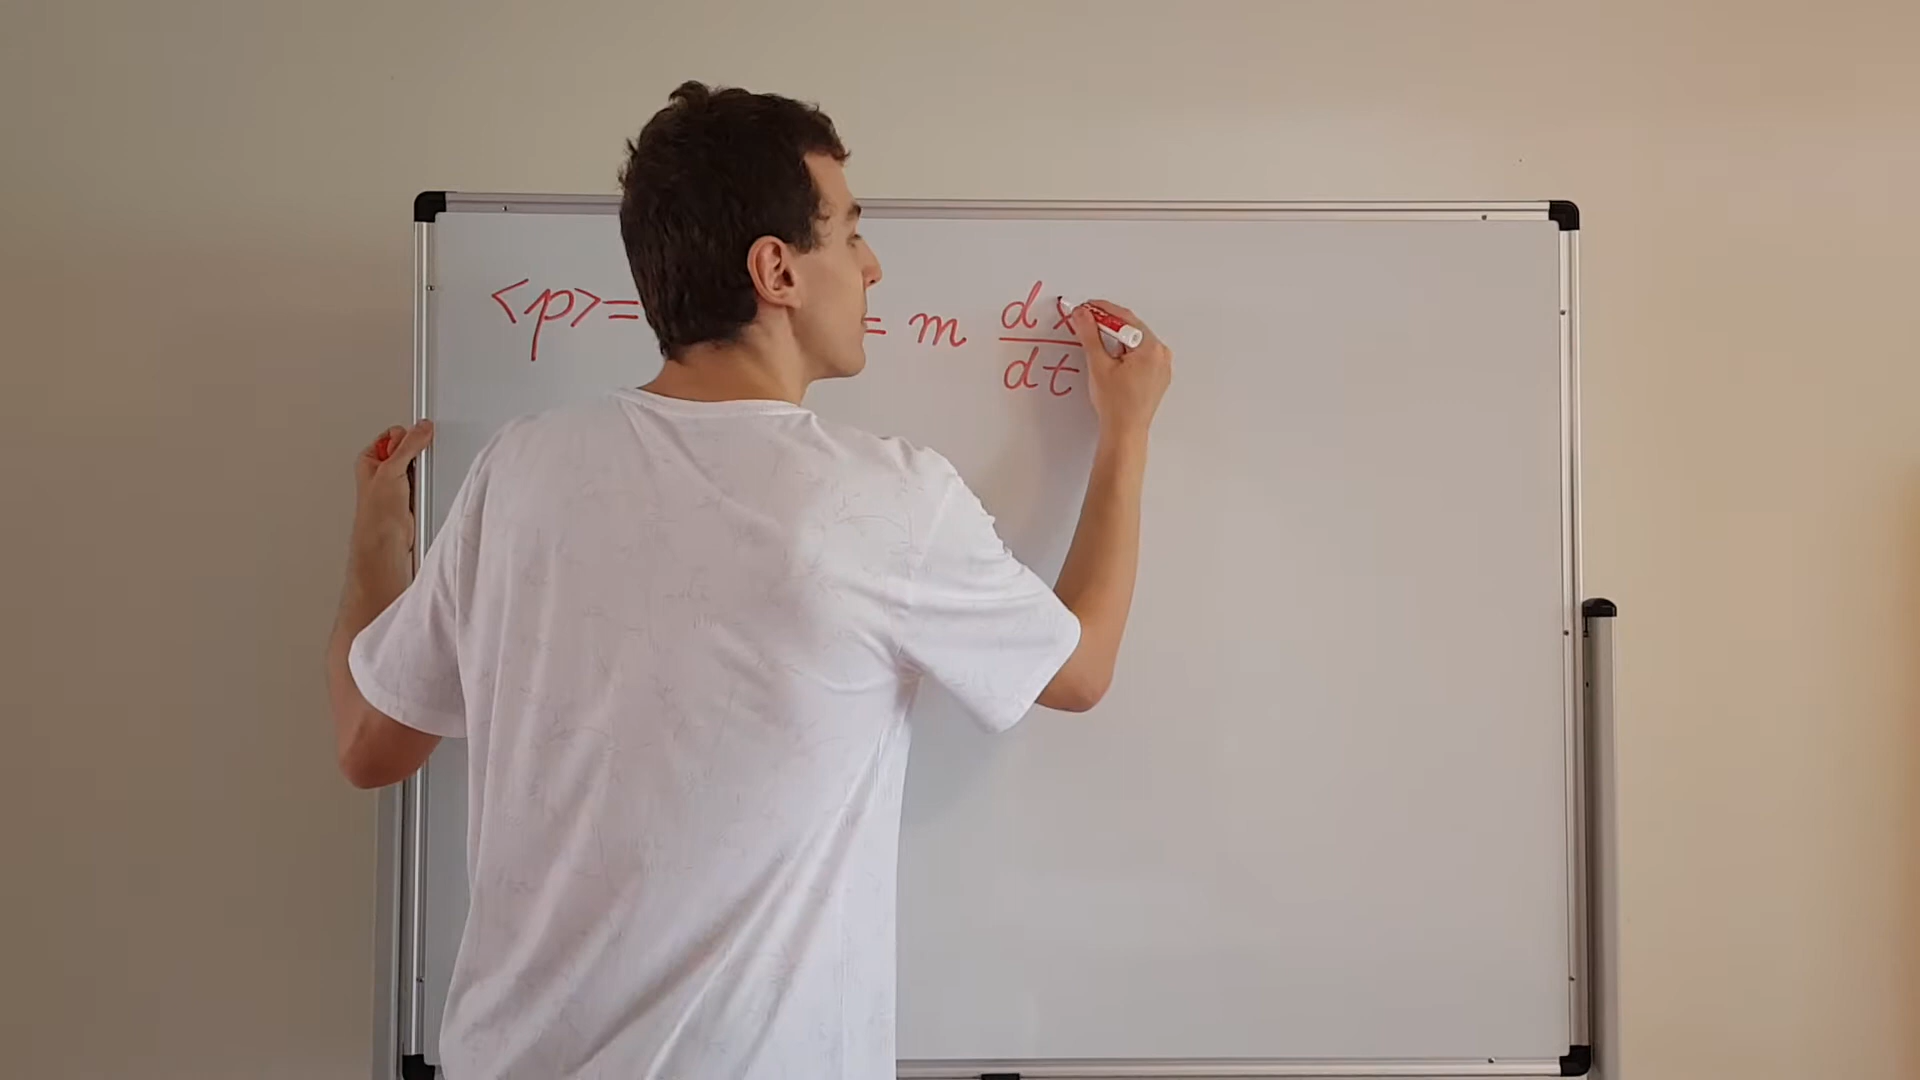 <p>= = m dx/dt